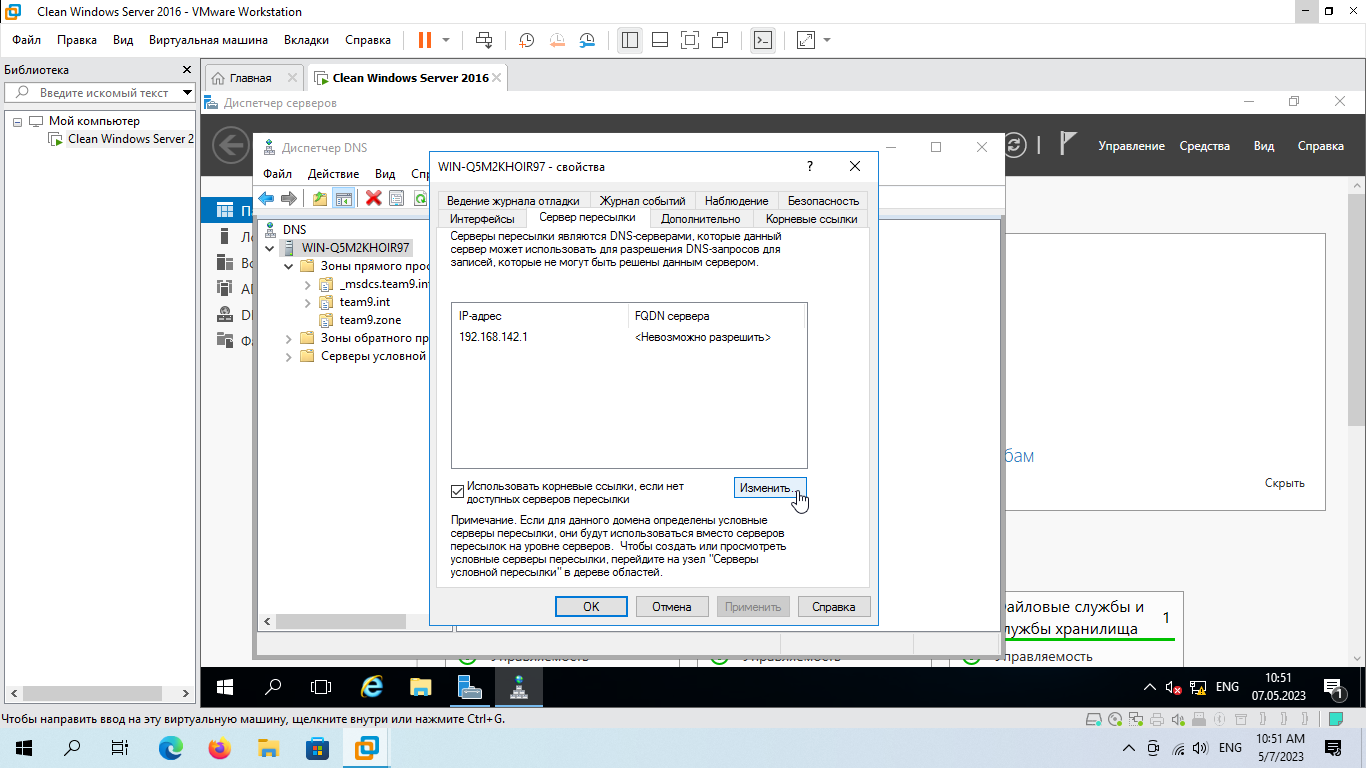 Clean Windows Server 2016 - VMware Workstation
Файл Правка Вид Виртуальная машина Вкладки Справка
Библиотека
Введите искомый текст
Мой компьютер
Clean Windows Server 2
Главная
Clean Windows Server 2016
Диспетчер серверов
Управление Средства Вид Справка
Диспетчер DNS
Файл Действие Вид Спр
DNS
WIN-Q5M2KHOIR97
Зоны прямого прос
_msdcs.team9.int
team9.int
team9.zone
Зоны обратного пр
Серверы условной
WIN-Q5M2KHOIR97 - свойства
Ведение журнала отладки Журнал событий Наблюдение Безопасность
Интерфейсы Сервер пересылки Дополнительно Корневые ссылки
Серверы пересылки являются DNS-серверами, которые данный
сервер может использовать для разрешения DNS-запросов для
записей, которые не могут быть решены данным сервером.
IP-адрес FQDN сервера
192.168.142.1 <Невозможно разрешить>
Использовать корневые ссылки, если нет
доступных серверов пересылки
Изменить...
Примечание. Если для данного домена определены условные
серверы пересылки, они будут использоваться вместо серверов
пересылок на уровне серверов. Чтобы создать или просмотреть
условные серверы пересылки, перейдите на узел "Серверы
условной пересылки" в дереве областей.
OK Отмена Применить Справка
бам
Скрыть
айловые службы и
лужбы хранилища
1
Управляемость Управляемость Управляемость
ENG
10:51
07.05.2023
1
Чтобы направить ввод на эту виртуальную машину, щелкните внутри или нажмите Ctrl+G.
ENG
10:51 AM
5/7/2023